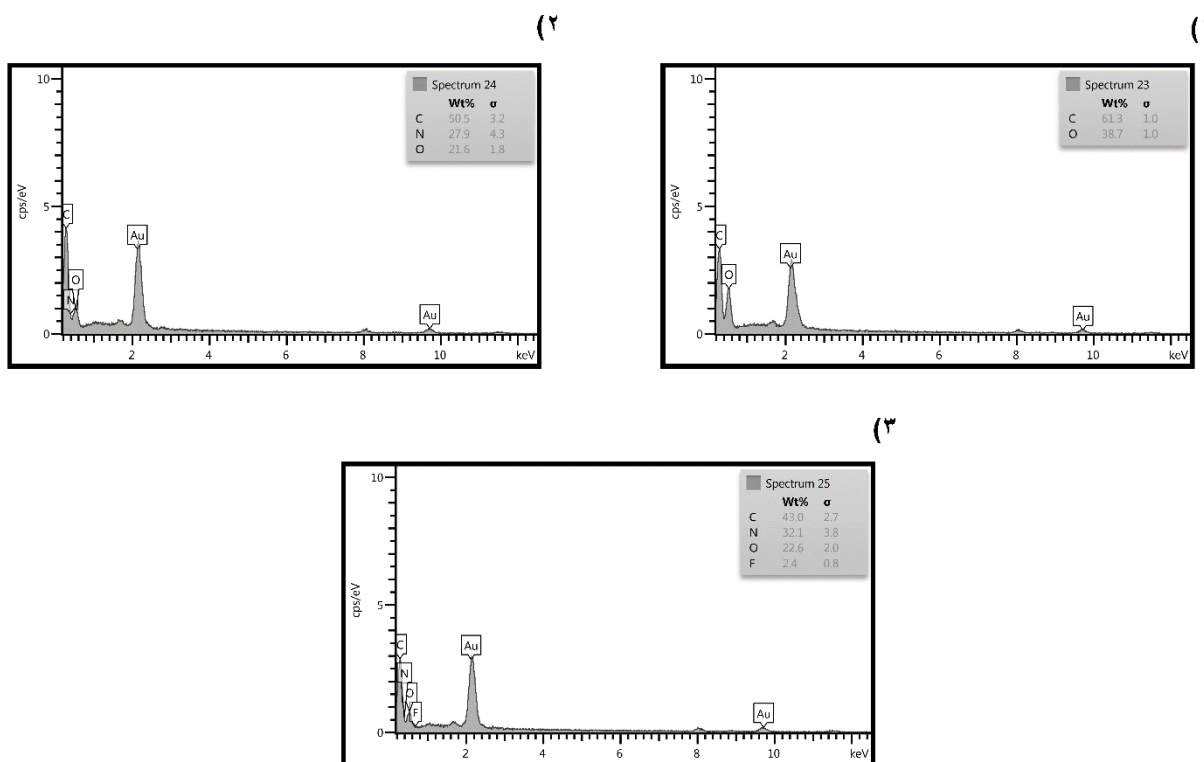 (۲
)
10
5
0
cps/eV
C
O
N
Au
Au
2
4
6
8
10
keV
Spectrum 24
Wt% σ
C 50.5 3.2
N 27.9 4.3
O 21.6 1.8
10
5
0
cps/eV
C
O
Au
Au
2
4
6
8
10
keV
Spectrum 23
Wt% σ
C 61.3 1.0
O 38.7 1.0
(۳
10
5
0
cps/eV
C
N
O
F
Au
Au
2
4
6
8
10
keV
Spectrum 25
Wt% σ
C 43.0 2.7
N 32.1 3.8
O 22.6 2.0
F 2.4 0.8